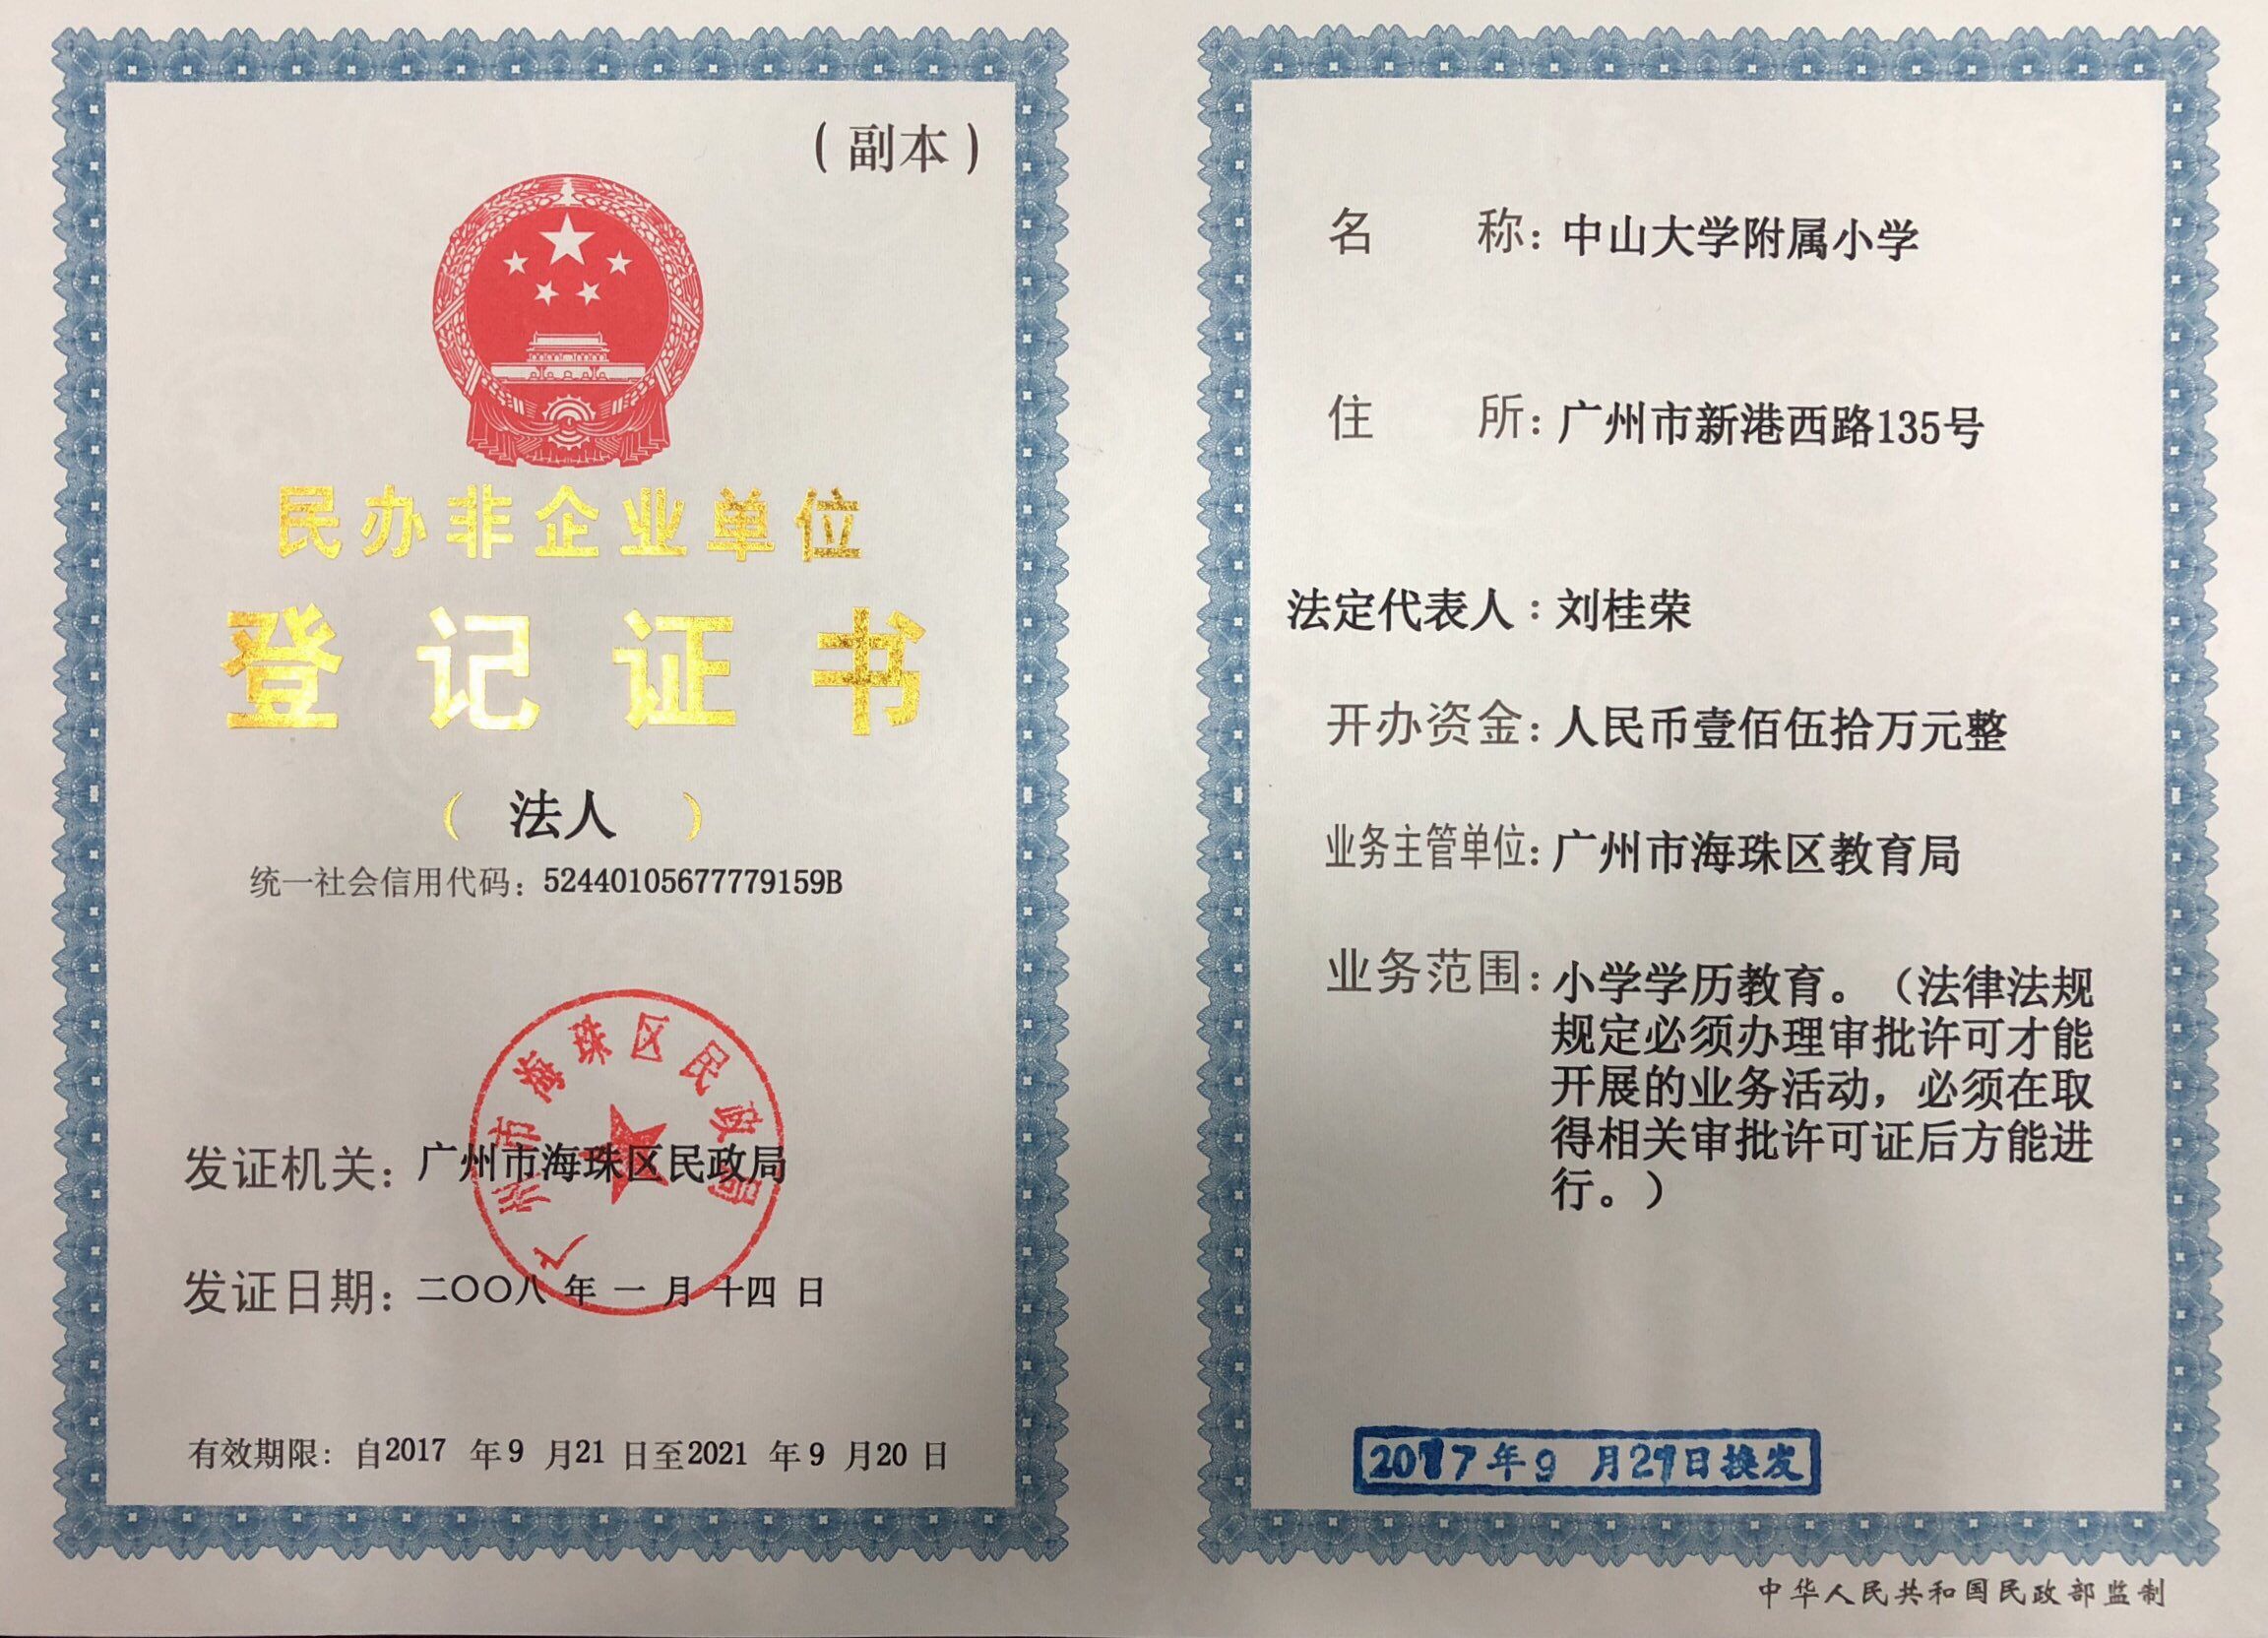 （副本）
民办非企业单位
登记证书
（ 法人 ）
统一社会信用代码：52440105677779159B
广州市海珠区民政局
发证机关：广州市海珠区民政局
发证日期：二〇〇八 年 一 月 十四 日
有效期限：自2017 年9 月21 日至2021 年9 月20 日
名 称：中山大学附属小学
住 所：广州市新港西路135号
法定代表人：刘桂荣
开办资金：人民币壹佰伍拾万元整
业务主管单位：广州市海珠区教育局
业务范围：小学学历教育。（法律法规
规定必须办理审批许可才能
开展的业务活动，必须在取
得相关审批许可证后方能进
行。）
2017年9 月21日换发
中华人民共和国民政部监制